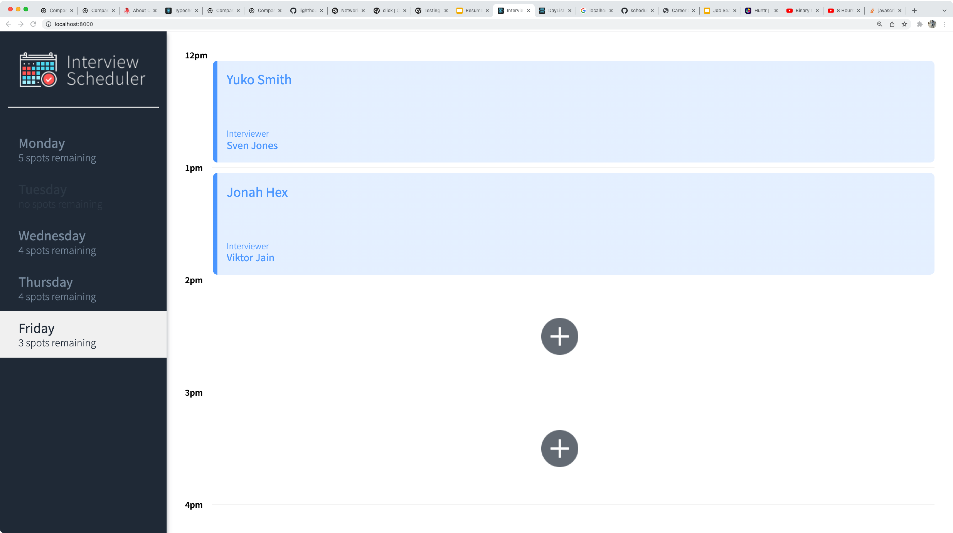 localhost:8000
Interview
Scheduler
Monday
5 spots remaining
Tuesday
no spots remaining
Wednesday
4 spots remaining
Thursday
4 spots remaining
Friday
3 spots remaining
12pm
Yuko Smith
Interviewer
Sven Jones
1pm
Jonah Hex
Interviewer
Viktor Jain
2pm
3pm
4pm